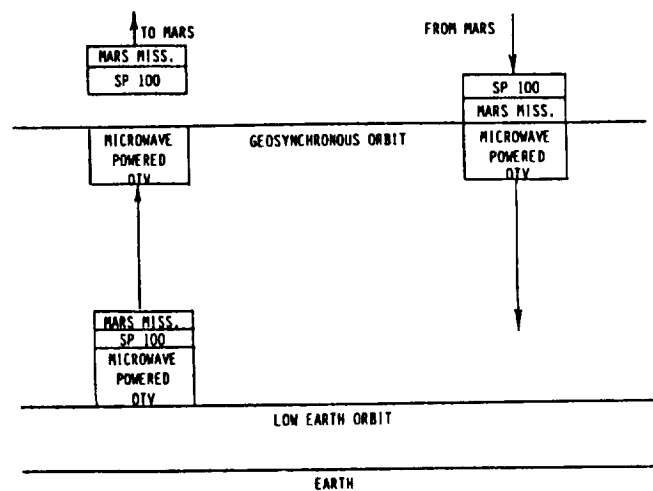 TO MARS
MARS MISS.
SP 100
FROM MARS
SP 100
MARS MISS.
MICROWAVE
POWERED
OTV
GEOSYNCHRONOUS ORBIT
MICROWAVE
POWERED
OTV
MARS MISS.
SP 100
MICROWAVE
POWERED
OTV
LOW EARTH ORBIT
EARTH